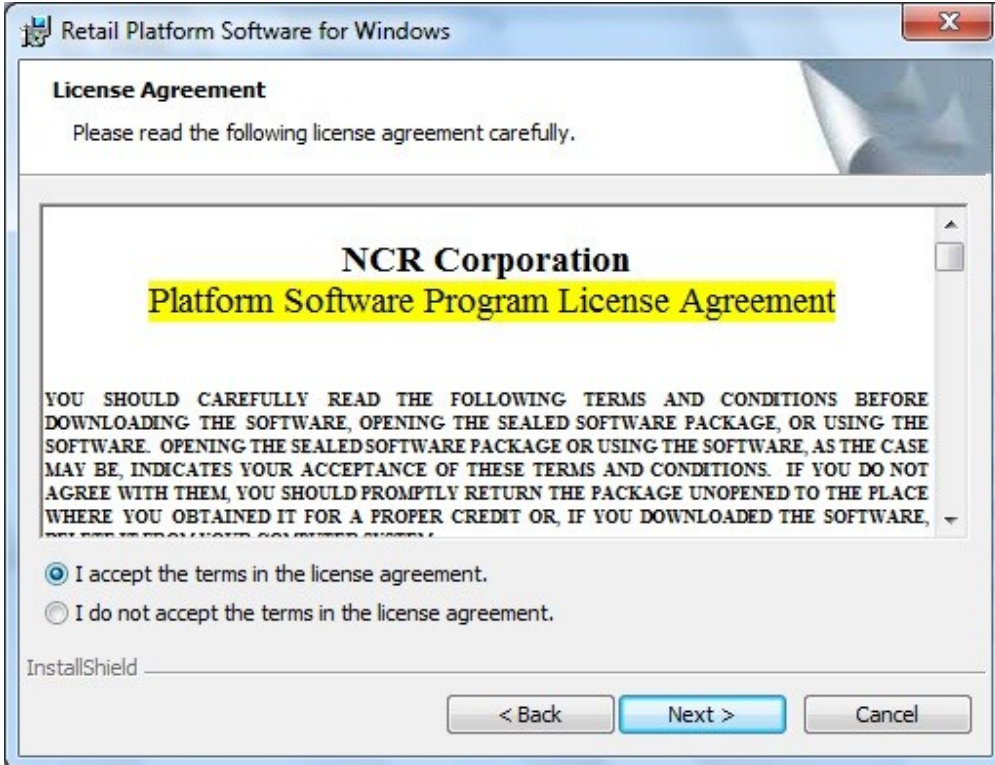 Retail Platform Software for Windows
License Agreement
Please read the following license agreement carefully.
NCR Corporation
Platform Software Program License Agreement
YOU SHOULD CAREFULLY READ THE FOLLOWING TERMS AND CONDITIONS BEFORE
DOWNLOADING THE SOFTWARE, OPENING THE SEALED SOFTWARE PACKAGE, OR USING THE
SOFTWARE. OPENING THE SEALED SOFTWARE PACKAGE OR USING THE SOFTWARE, AS THE CASE
MAY BE, INDICATES YOUR ACCEPTANCE OF THESE TERMS AND CONDITIONS. IF YOU DO NOT
AGREE WITH THEM, YOU SHOULD PROMPTLY RETURN THE PACKAGE UNOPENED TO THE PLACE
WHERE YOU OBTAINED IT FOR A PROPER CREDIT OR, IF YOU DOWNLOADED THE SOFTWARE,
DELETE IT FROM YOUR COMPUTER SYSTEM
I accept the terms in the license agreement.
I do not accept the terms in the license agreement.
InstallShield
< Back
Next >
Cancel